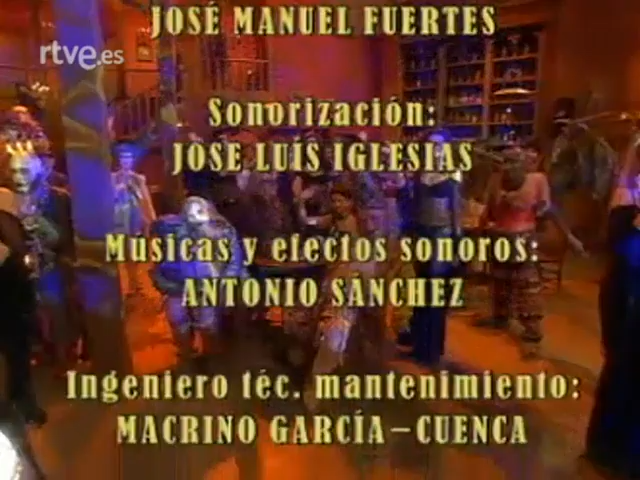 JOSÉ MANUEL FUERTES
rtve.es
Sonorización:
JOSE LUÍS IGLESIAS
Músicas y efectos sonoros:
ANTONIO SÁNCHEZ
Ingeniero téc. mantenimiento:
MACRINO GARCÍA-CUENCA